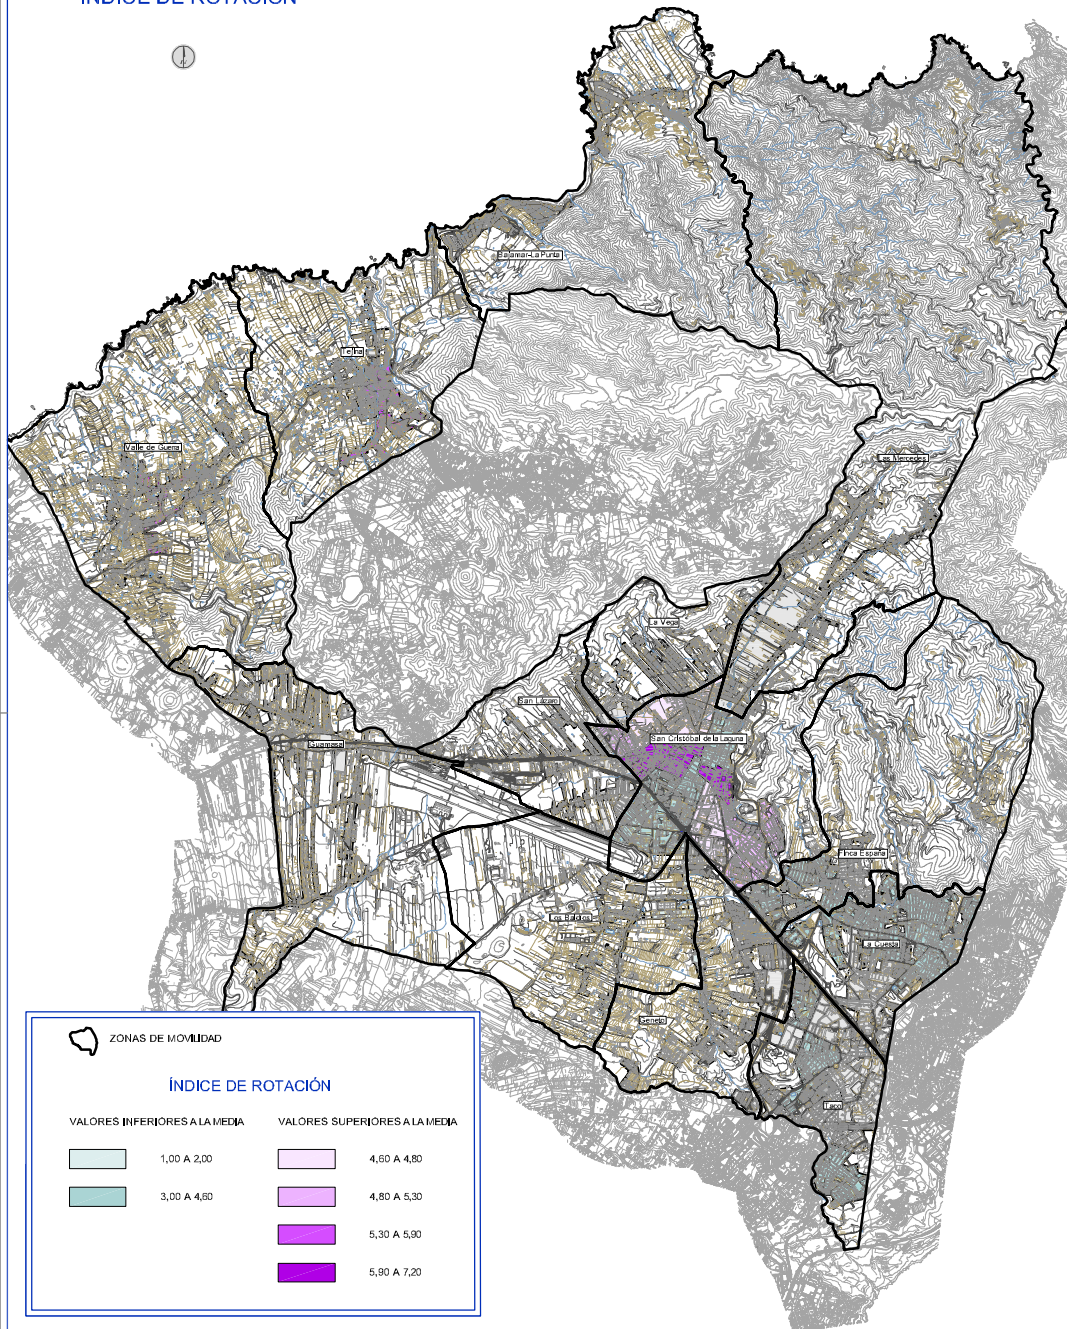 ÍNDICE DE ROTACIÓN
N
Bajamar-La Punta
Tejina
Valle de Guerra
Las Mercedes
La Vega
San Lázaro
San Cristóbal de la Laguna
Guamasa
Finca España
Los Baldíos
La Cuesta
Geneto
Taco
ZONAS DE MOVILIDAD
ÍNDICE DE ROTACIÓN
VALORES INFERIORES A LA MEDIA
VALORES SUPERIORES A LA MEDIA
1,00 A 2,00
4,60 A 4,80
3,00 A 4,60
4,80 A 5,30
5,30 A 5,90
5,90 A 7,20